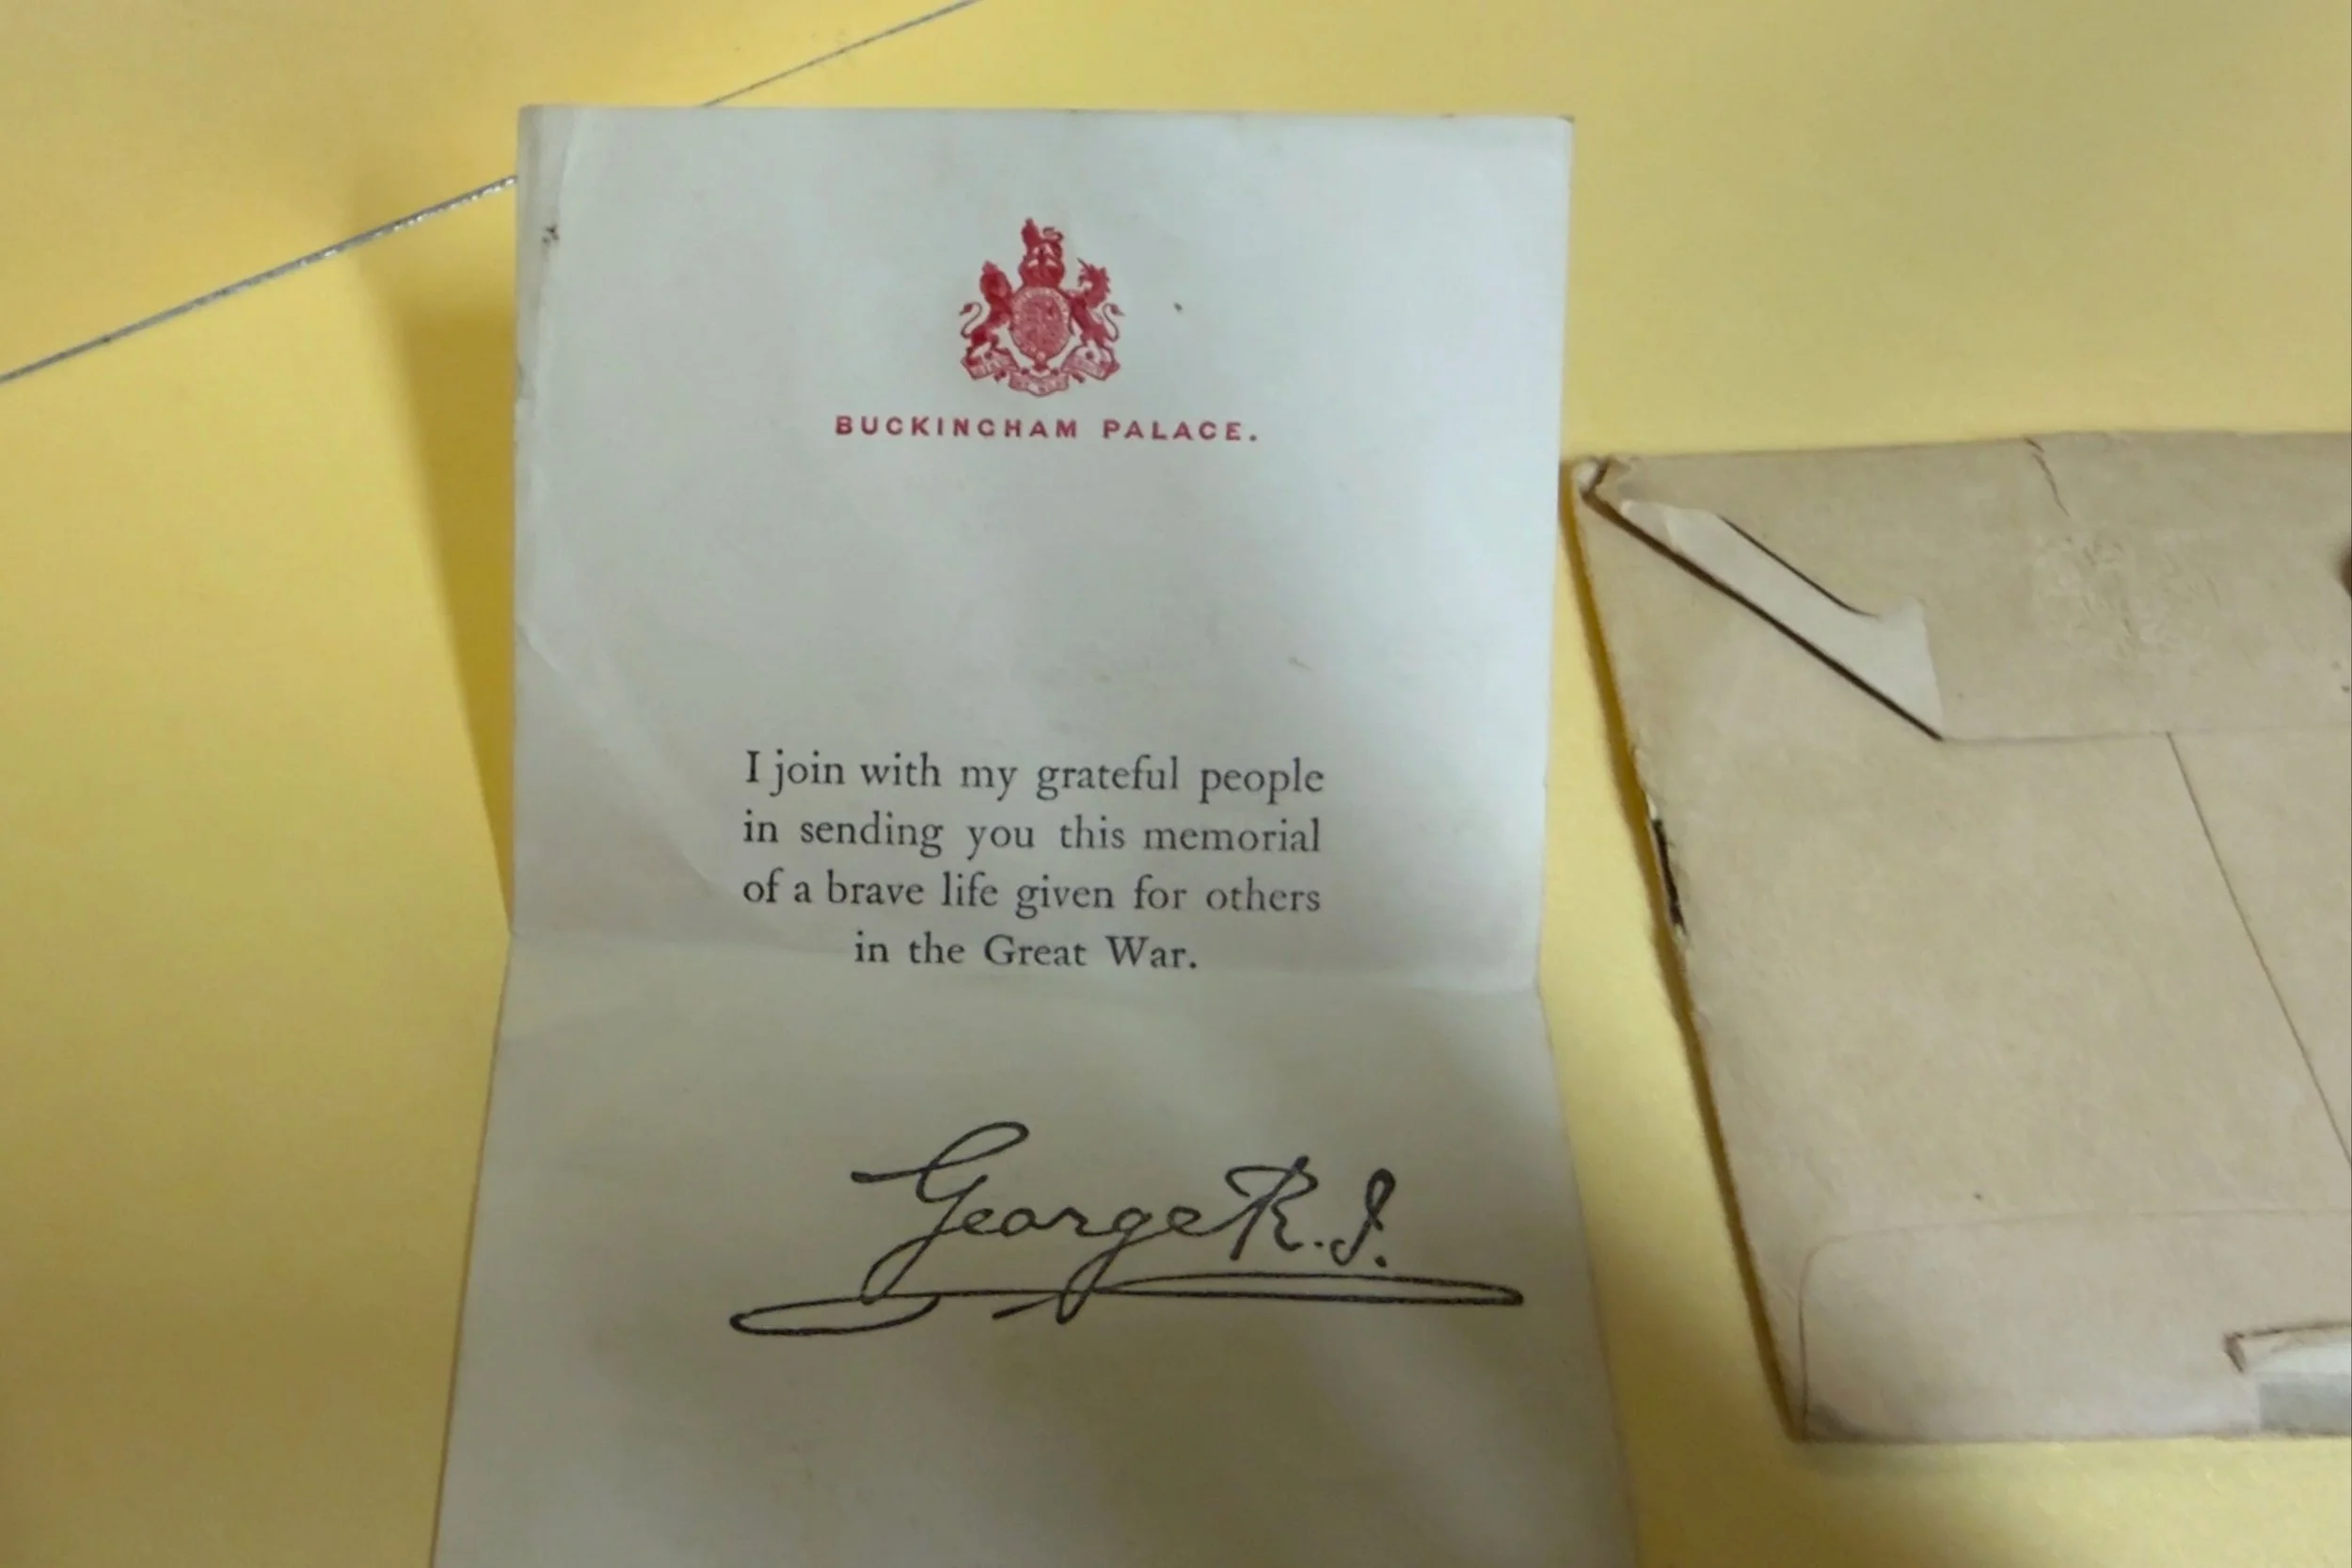 BUCKINGHAM PALACE.
I join with my grateful people
in sending you this memorial
of a brave life given for others
in the Great War.
George R.I.